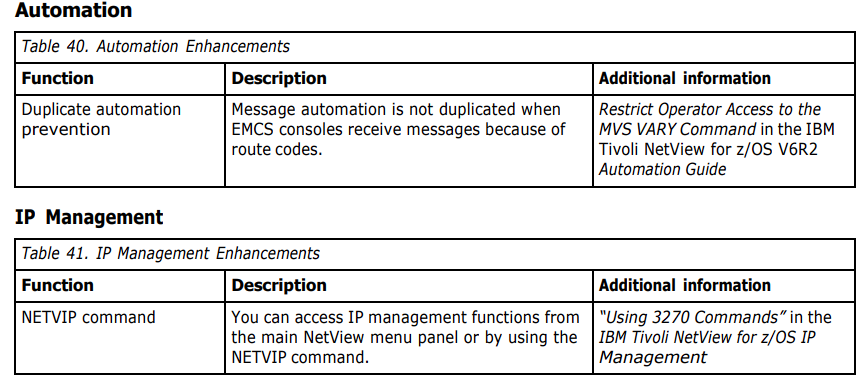 Automation
Table 40. Automation Enhancements
Function Description Additional information
Duplicate automation
prevention
Message automation is not duplicated when
EMCS consoles receive messages because of
route codes.
Restrict Operator Access to the
MVS VARY Command in the IBM
Tivoli NetView for z/OS V6R2
Automation Guide
IP Management
Table 41. IP Management Enhancements
Function Description Additional information
NETVIP command
You can access IP management functions from
the main NetView menu panel or by using the
NETVIP command.
“Using 3270 Commands” in the
IBM Tivoli NetView for z/OS IP
Management